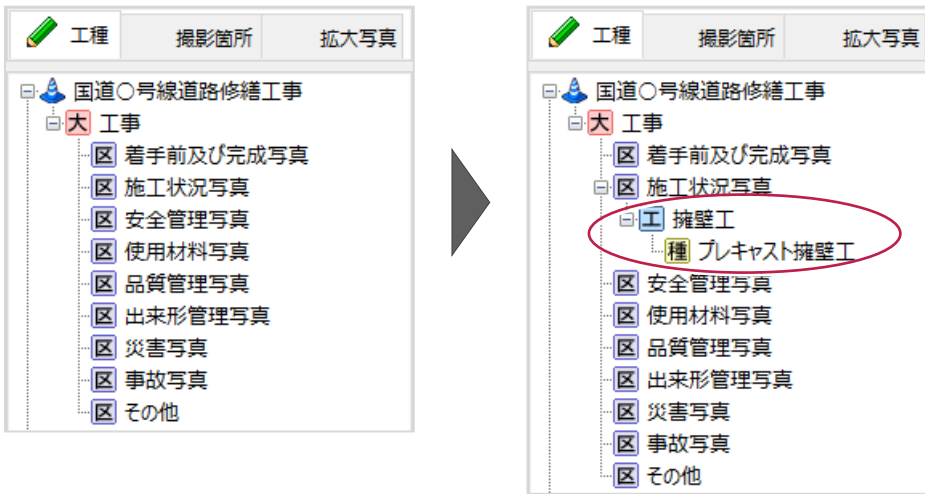 工種 撮影箇所 拡大写真
国道○号線道路修繕工事
大 工事
区 着手前及び完成写真
区 施工状況写真
区 安全管理写真
区 使用材料写真
区 品質管理写真
区 出来形管理写真
区 災害写真
区 事故写真
区 その他
工種 撮影箇所 拡大写真
国道○号線道路修繕工事
大 工事
区 着手前及び完成写真
区 施工状況写真
工 擁壁工
種 プレキャスト擁壁工
区 安全管理写真
区 使用材料写真
区 品質管理写真
区 出来形管理写真
区 災害写真
区 事故写真
区 その他